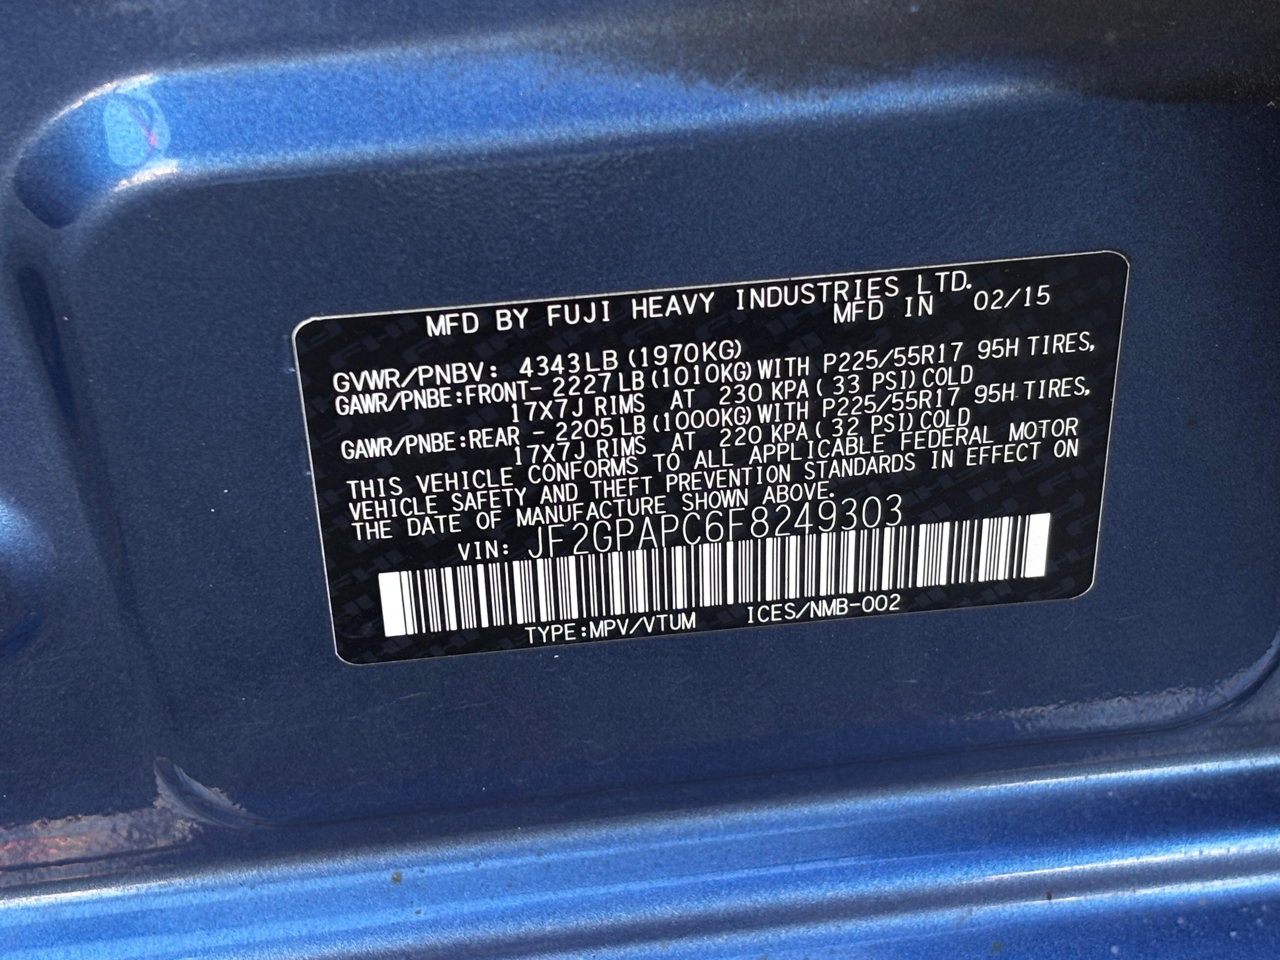 MFD BY FUJI HEAVY INDUSTRIES LTD.
MFD IN 02/15
GVWR/PNBV: 4343LB (1970KG)
GAWR/PNBE:FRONT- 2227LB (1010KG) WITH P225/55R17 95H TIRES,
17X7J RIMS AT 230 KPA ( 33 PSI) COLD
GAWR/PNBE:REAR - 2205LB (1000KG) WITH P225/55R17 95H TIRES,
17X7J RIMS AT 220 KPA ( 32 PSI) COLD
THIS VEHICLE CONFORMS TO ALL APPLICABLE FEDERAL MOTOR
VEHICLE SAFETY AND THEFT PREVENTION STANDARDS IN EFFECT ON
THE DATE OF MANUFACTURE SHOWN ABOVE.
VIN: JF2GPAPC6F8249303
TYPE:MPV/VTUM ICES/NMB-002